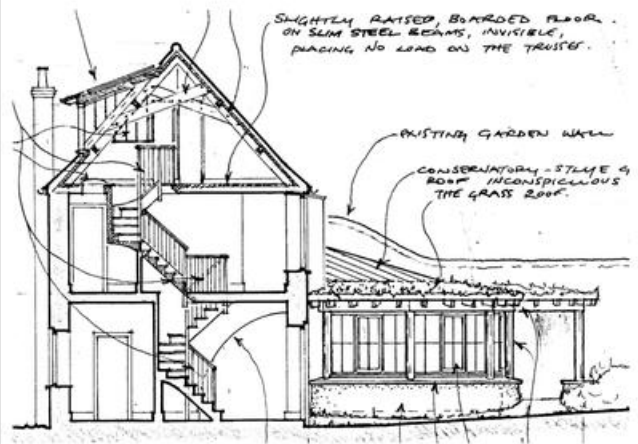 SLIGHTLY RAISED, BOARDED FLOOR.
ON SLIM STEEL BEAMS, INVISIBLE,
PLACING NO LOAD ON THE TRUSSES.
EXISTING GARDEN WALL
CONSERVATORY-STYLE G
ROOF INCONSPICUOUS
THE GRASS ROOF.